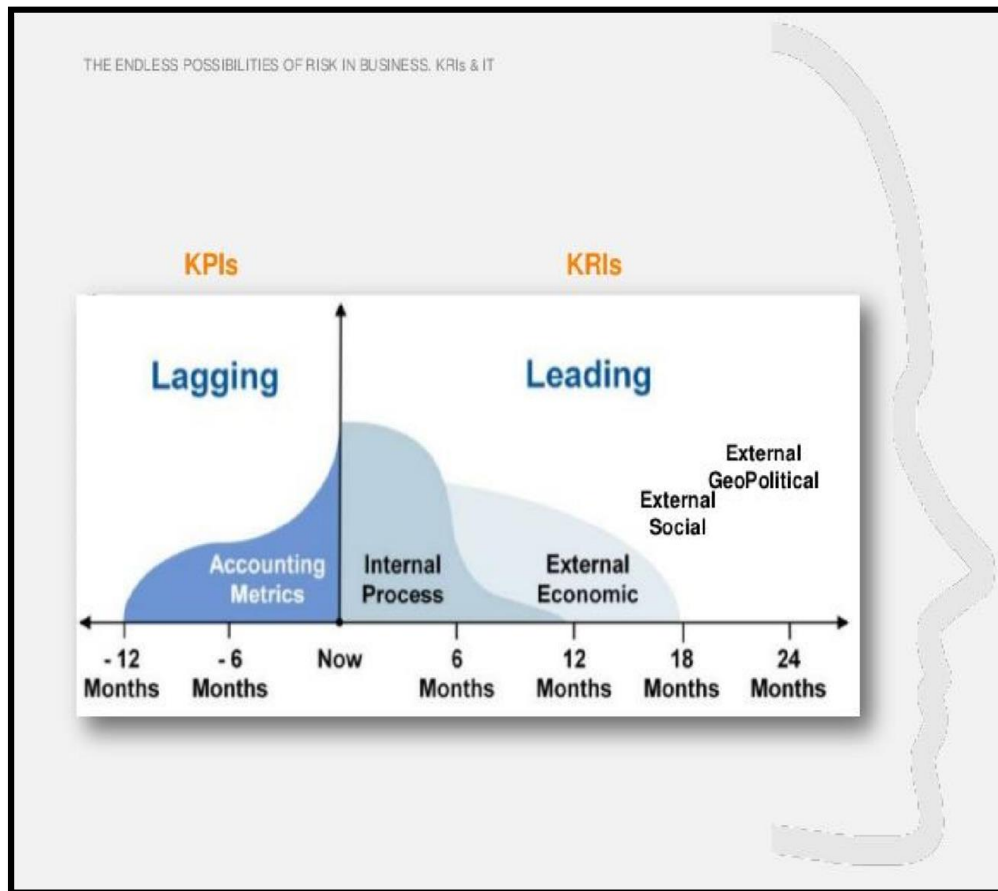 THE ENDLESS POSSIBILITIES OF RISK IN BUSINESS. KRIs & IT
KPIs
KRIs
Lagging
Leading
External
GeoPolitical
External
Social
Accounting
Metrics
Internal
Process
External
Economic
- 12
Months
- 6
Months
Now
6
Months
12
Months
18
Months
24
Months